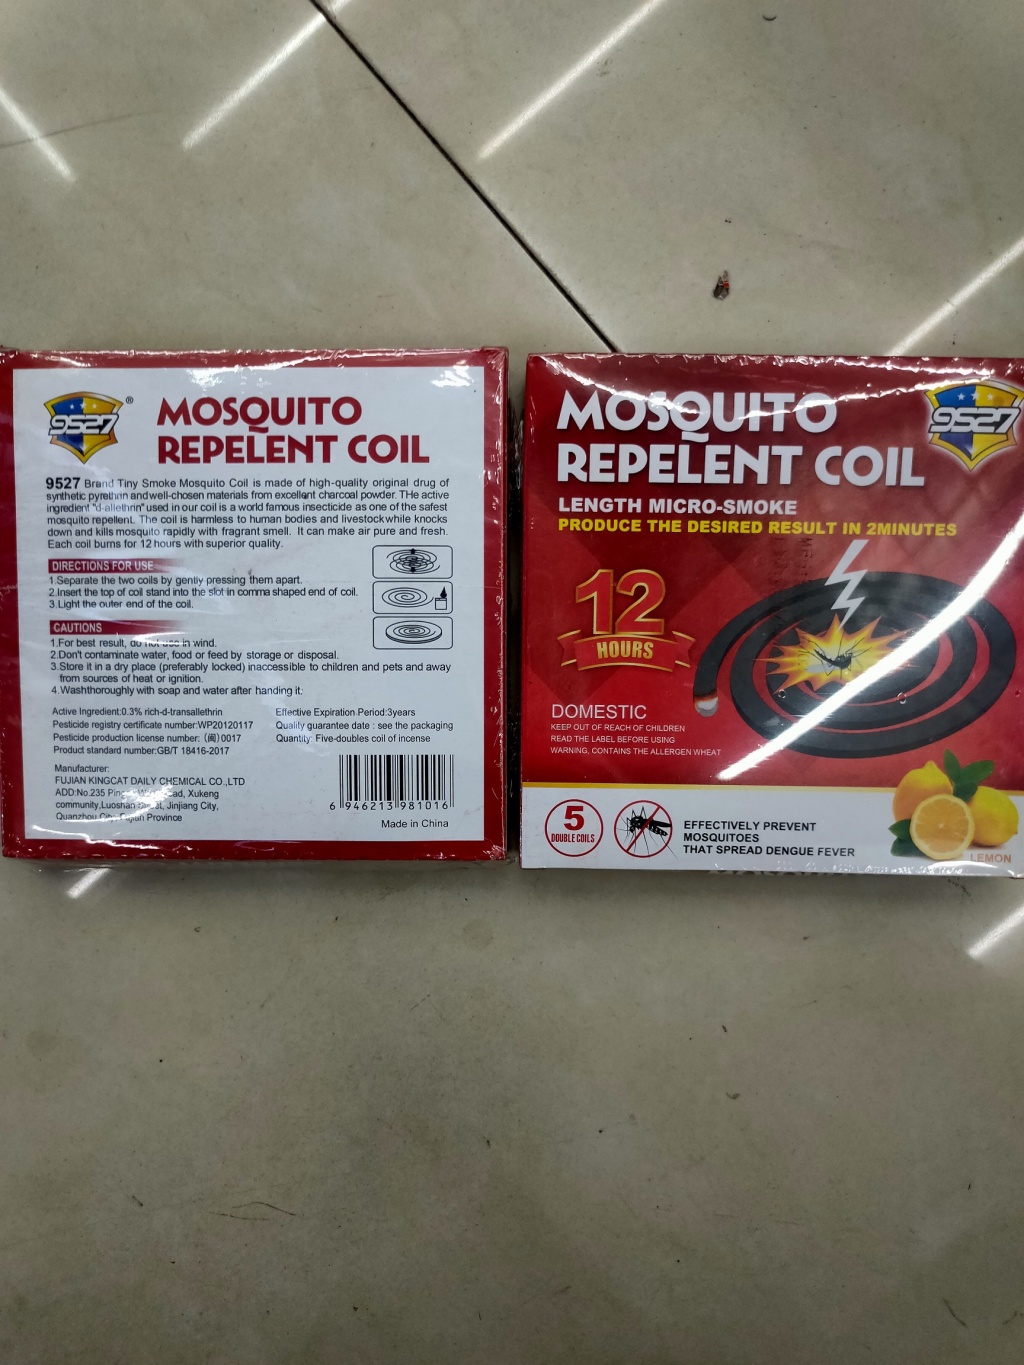 9527
®
MOSQUITO
REPELENT COIL
9527 Brand Tiny Smoke Mosquito Coil is made of high-quality original drug of
synthetic pyrethrin and well-chosen materials from excellent charcoal powder. THe active
ingredient "d-allethrin" used in our coil is a world famous insecticide as one of the safest
mosquito repellent. The coil is harmless to human bodies and livestock while knocks
down and kills mosquito rapidly with fragrant smell. It can make air pure and fresh.
Each coil burns for 12 hours with superior quality.
DIRECTIONS FOR USE
1.Separate the two coils by gently pressing them apart.
2.Insert the top of coil stand into the slot in comma shaped end of coil.
3.Light the outer end of the coil.
CAUTIONS
1.For best result, do not use in wind.
2.Don't contaminate water, food or feed by storage or disposal.
3.Store it in a dry place (preferably locked) inaccessible to children and pets and away
from sources of heat or ignition.
4.Washthoroughly with soap and water after handing it.
Active Ingredient:0.3% rich-d-transallethrin
Pesticide registry certificate number:WP20120117
Pesticide production license number: (闽)0017
Product standard number:GB/T 18416-2017
Effective Expiration Period:3years
Quality guarantee date : see the packaging
Quantity: Five-doubles coil of incense
Manufacturer:
FUJIAN KINGCAT DAILY CHEMICAL CO.,LTD
ADD:No.235 Road, Xukeng
community,Luoshan Street, Jinjiang City,
Quanzhou City, Fujian Province
6 946213 981016
Made in China
MOSQUITO
REPELENT COIL
9527
LENGTH MICRO-SMOKE
PRODUCE THE DESIRED RESULT IN 2MINUTES
12
HOURS
DOMESTIC
KEEP OUT OF REACH OF CHILDREN
READ THE LABEL BEFORE USING
WARNING, CONTAINS THE ALLERGEN WHEAT
5
DOUBLE COILS
EFFECTIVELY PREVENT
MOSQUITOES
THAT SPREAD DENGUE FEVER
LEMON